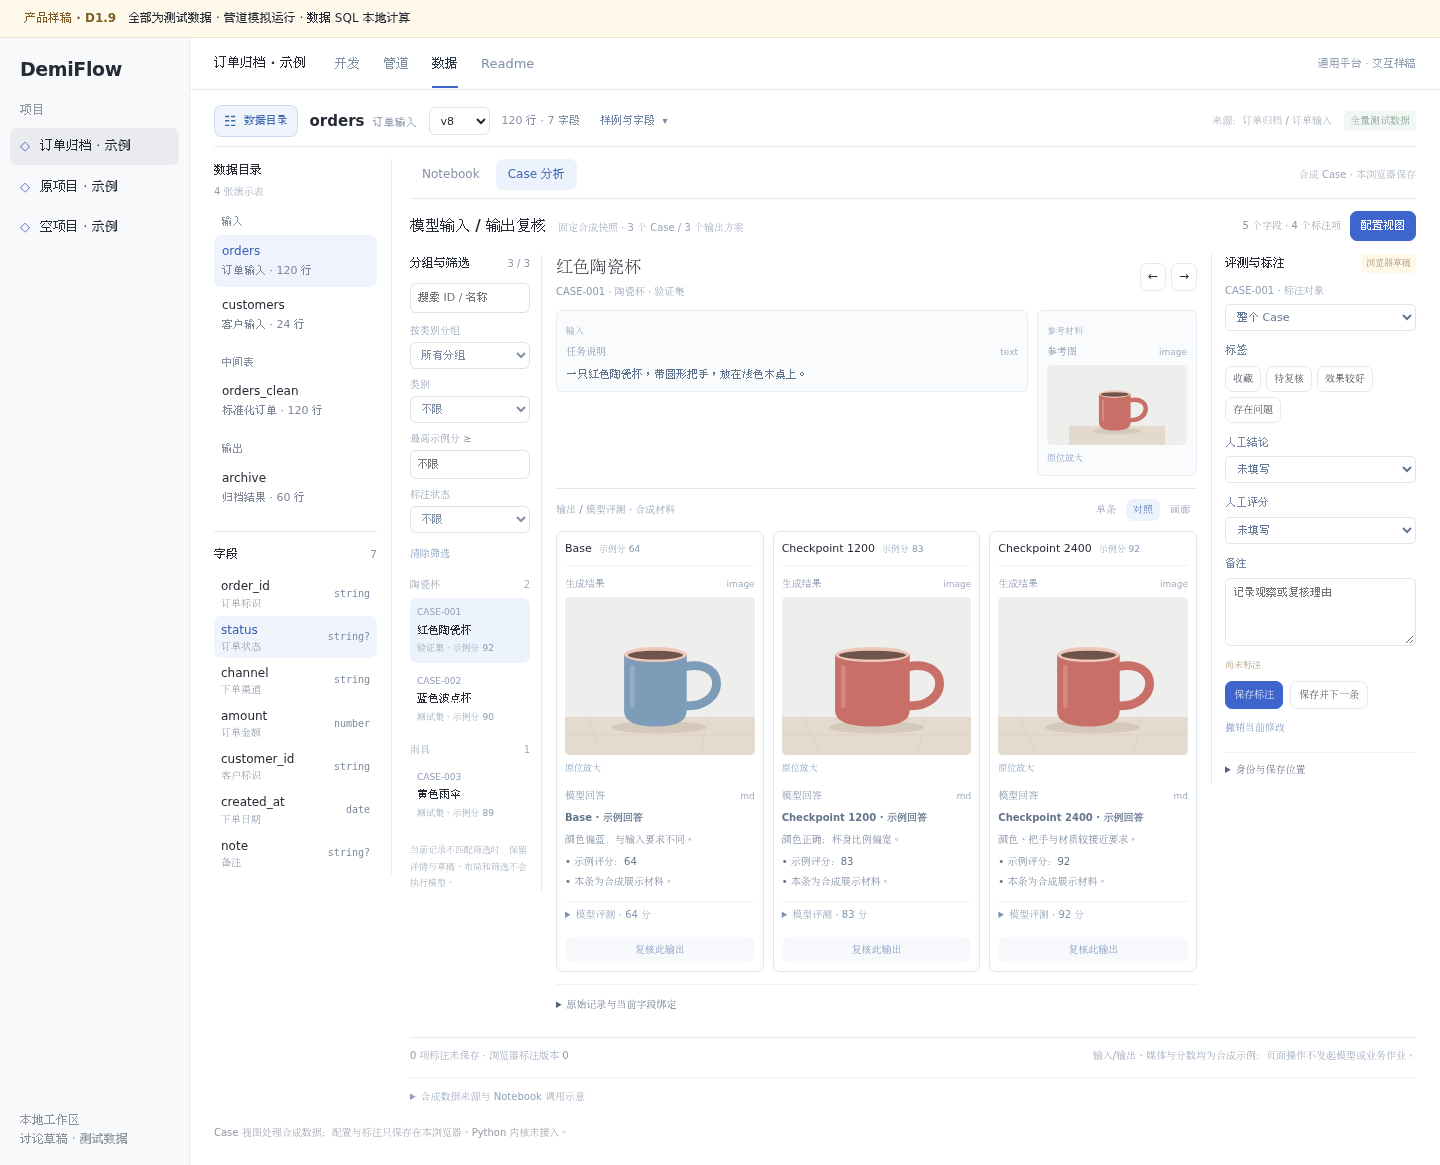 产品样稿 · D1.9 全部为测试数据 · 管道模拟运行 · 数据 SQL 本地计算
DemiFlow
项目
◇ 订单归档 · 示例
◇ 原项目 · 示例
◇ 空项目 · 示例
本地工作区
讨论草稿 · 测试数据
订单归档 · 示例 开发 管道 数据 Readme 通用平台 · 交互样稿
数据目录 orders 订单输入 v8 120 行 · 7 字段 样例与字段 ▾ 来源：订单归档 / 订单输入 全量测试数据
数据目录
4 张演示表
输入
orders
订单输入 · 120 行
customers
客户输入 · 24 行
中间表
orders_clean
标准化订单 · 120 行
输出
archive
归档结果 · 60 行
字段 7
order_id
订单标识 string
status
订单状态 string?
channel
下单渠道 string
amount
订单金额 number
customer_id
客户标识 string
created_at
下单日期 date
note
备注 string?
Notebook Case 分析 合成 Case · 本浏览器保存
模型输入 / 输出复核 固定合成快照 · 3 个 Case / 3 个输出方案 5 个字段 · 4 个标注项 配置视图
分组与筛选 3 / 3
搜索 ID / 名称
按类别分组
所有分组
类别
不限
最高示例分 ≥
不限
标注状态
不限
清除筛选
陶瓷杯 2
CASE-001
红色陶瓷杯
验证集 · 示例分 92
CASE-002
蓝色波点杯
测试集 · 示例分 90
雨具 1
CASE-003
黄色雨伞
测试集 · 示例分 89
当前记录不匹配筛选时，保留
详情与草稿。布局和筛选不会
执行模型。
红色陶瓷杯 ← →
CASE-001 · 陶瓷杯 · 验证集
输入
任务说明 text
一只红色陶瓷杯，带圆形把手，放在浅色木桌上。
参考材料
参考图 image
原位放大
输出 / 模型评测 · 合成材料 单条 对照 画廊
Base 示例分 64
生成结果 image
原位放大
模型回答 md
Base · 示例回答
颜色偏蓝，与输入要求不同。
• 示例评分：64
• 本条为合成展示材料。
▶ 模型评测 · 64 分
复核此输出
Checkpoint 1200 示例分 83
生成结果 image
原位放大
模型回答 md
Checkpoint 1200 · 示例回答
颜色正确；杯身比例偏宽。
• 示例评分：83
• 本条为合成展示材料。
▶ 模型评测 · 83 分
复核此输出
Checkpoint 2400 示例分 92
生成结果 image
原位放大
模型回答 md
Checkpoint 2400 · 示例回答
颜色、把手与材质较接近要求。
• 示例评分：92
• 本条为合成展示材料。
▶ 模型评测 · 92 分
复核此输出
▶ 原始记录与当前字段绑定
评测与标注 浏览器草稿
CASE-001 · 标注对象
整个 Case
标签
收藏 待复核 效果较好
存在问题
人工结论
未填写
人工评分
未填写
备注
记录观察或复核理由
尚未标注
保存标注 保存并下一条
撤销当前修改
▶ 身份与保存位置
0 项标注未保存 · 浏览器标注版本 0 输入/输出、媒体与分数均为合成示例；页面操作不发起模型或业务作业。
▶ 合成数据来源与 Notebook 调用示意
Case 视图处理合成数据；配置与标注只保存在本浏览器。Python 内核未接入。